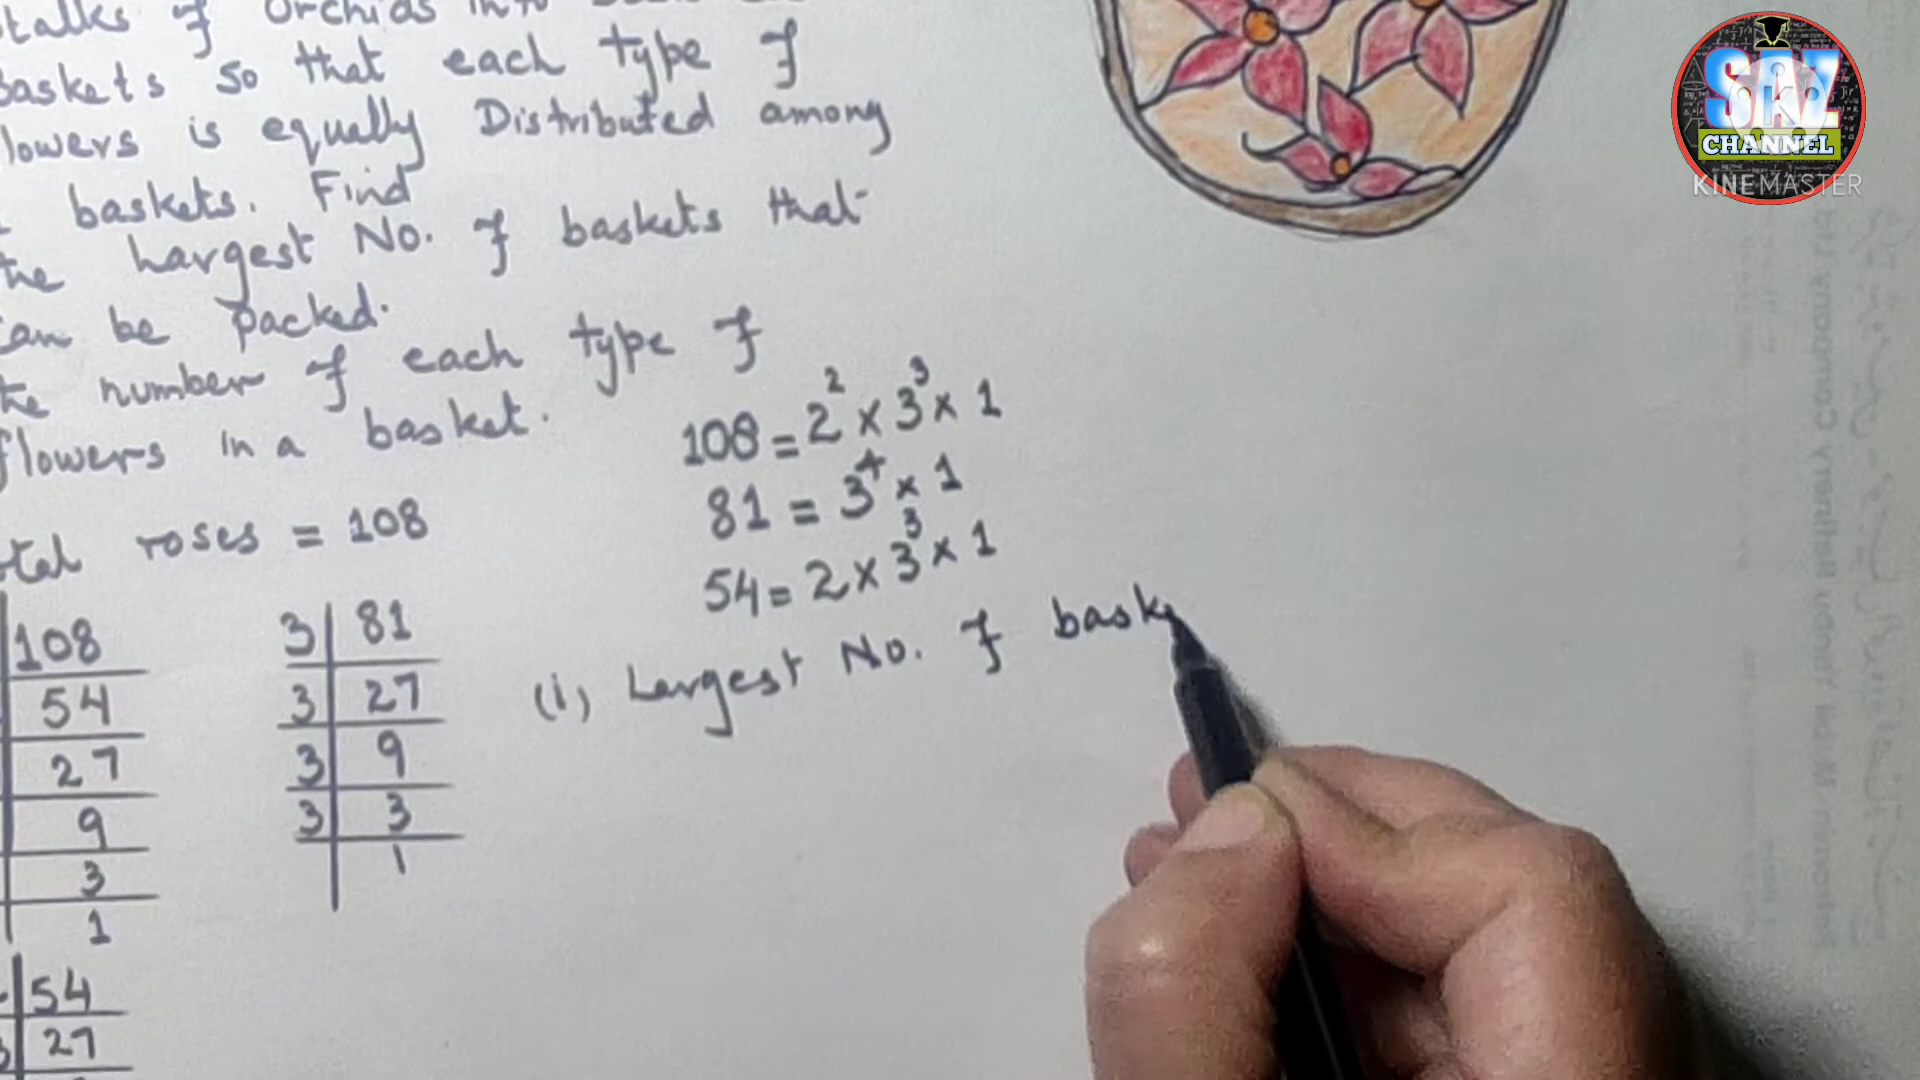 stalks of Orchids into
baskets so that each type of
flowers is equally Distributed among
baskets. Find
the Largest No. of baskets that
can be packed.
the number of each type of
flowers in a basket.
108 = 2² × 3³ × 1
81 = 3⁴ × 1
54 = 2 × 3³ × 1
total roses = 108
108
54
27
9
3
1
3 | 81
3 | 27
3 | 9
3 | 3
1
54
3 | 27
(i) Largest No. of bask
SAZ
CHANNEL
KINEMASTER